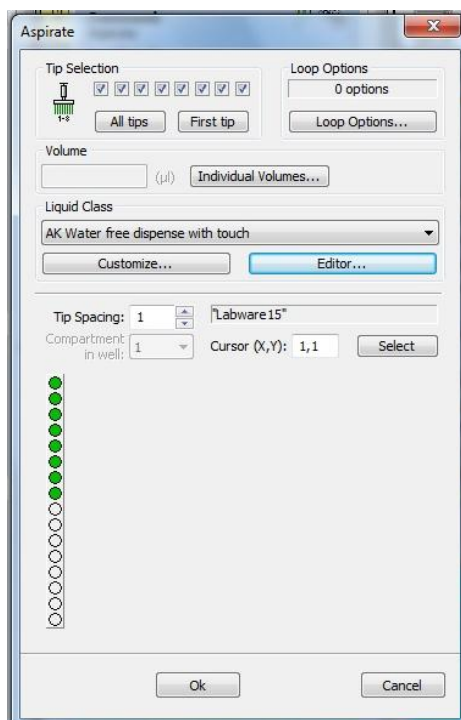 Aspirate
Tip Selection
1-8
All tips
First tip
Loop Options
0 options
Loop Options...
Volume
(µl)
Individual Volumes...
Liquid Class
AK Water free dispense with touch
Customize...
Editor...
Tip Spacing: 1
"Labware15"
Compartment
in well: 1
Cursor (X,Y): 1,1
Select
Ok
Cancel